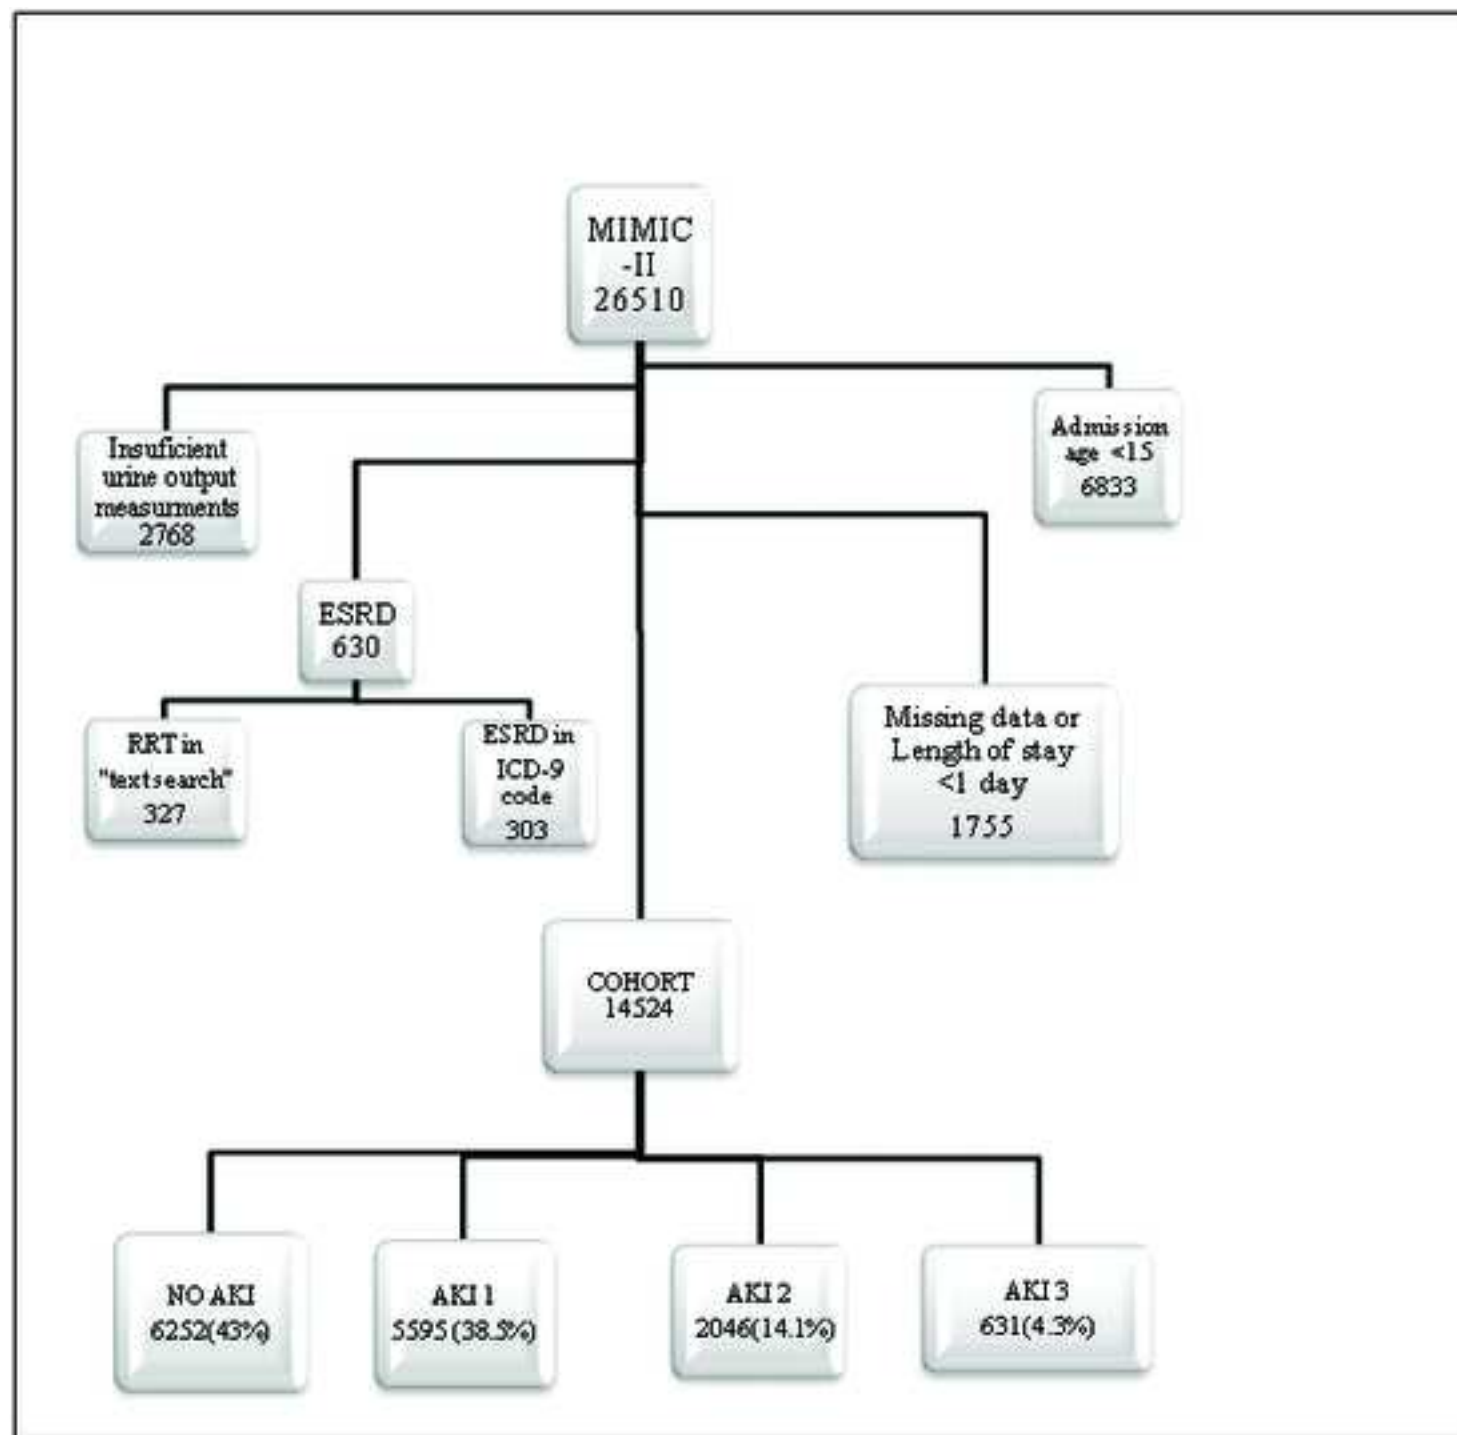 MIMIC
-II
26510
Insuficient
urine output
measurments
2768
Admission
age <15
6833
ESRD
630
RRT in
"textsearch"
327
ESRD in
ICD-9
code
303
Missing data or
Length of stay
<1 day
1755
COHORT
14524
NO AKI
6252(43%)
AKI 1
5595(38.5%)
AKI 2
2046(14.1%)
AKI 3
631(4.3%)